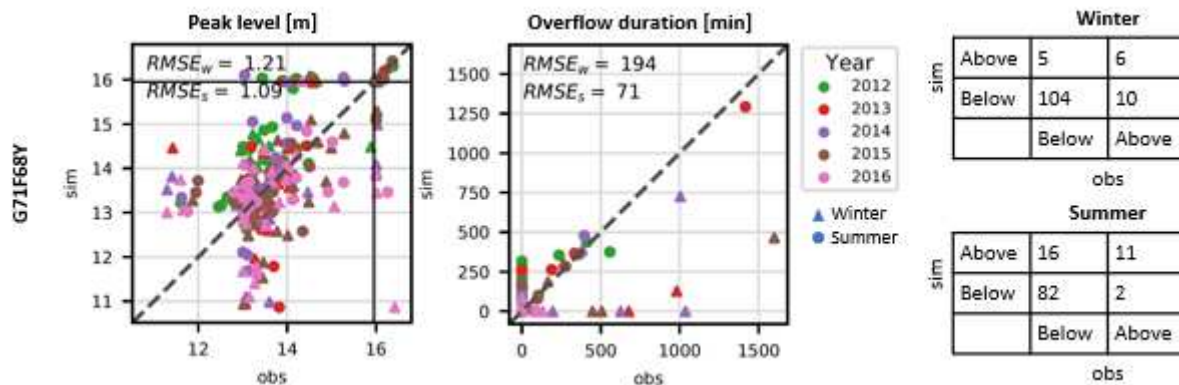 Peak level [m]
Overflow duration [min]
G71F68Y
sim
16
15
14
13
12
11
RMSE_w = 1.21
RMSE_s = 1.09
12
14
16
obs
sim
1500
1250
1000
750
500
250
0
RMSE_w = 194
RMSE_s = 71
0
500
1000
1500
obs
Year
2012
2013
2014
2015
2016
Winter
Summer
Winter
sim
Above 5 6
Below 104 10
Below Above
obs
Summer
sim
Above 16 11
Below 82 2
Below Above
obs